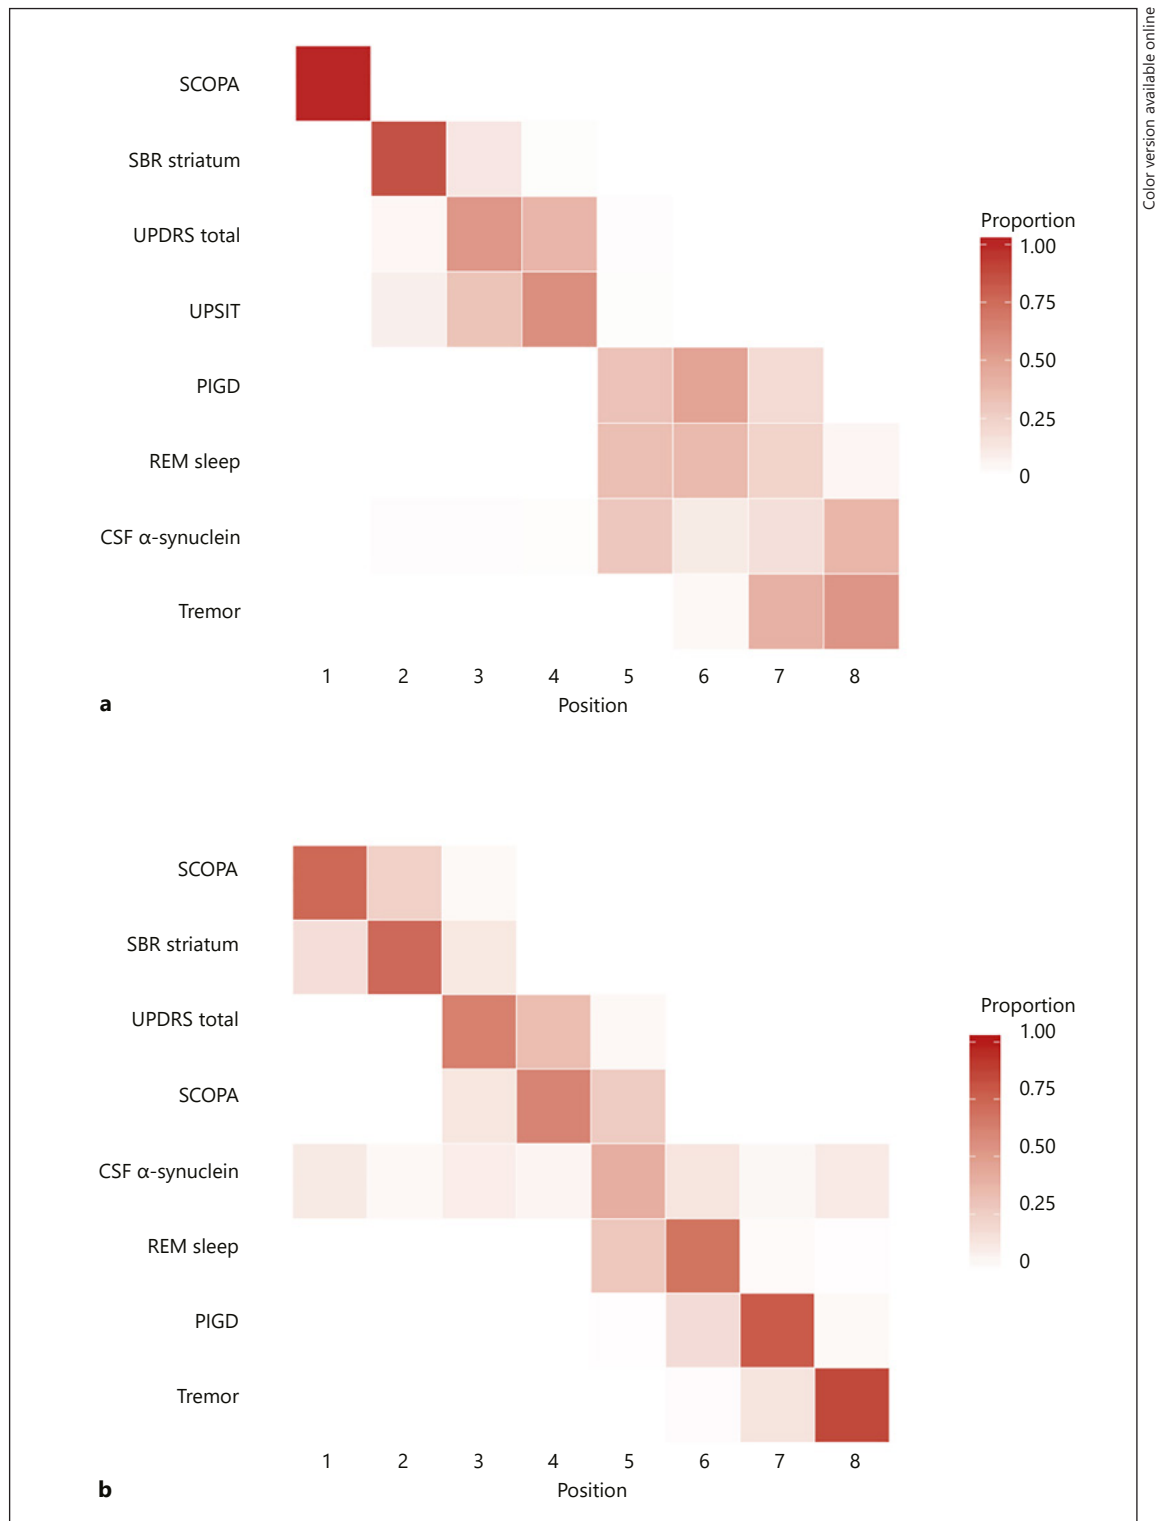 Color version available online
SCOPA
SBR striatum
UPDRS total
UPSIT
PIGD
REM sleep
CSF α-synuclein
Tremor
Proportion
1.00
0.75
0.50
0.25
0
1 2 3 4 5 6 7 8
Position
a
SCOPA
SBR striatum
UPDRS total
SCOPA
CSF α-synuclein
REM sleep
PIGD
Tremor
Proportion
1.00
0.75
0.50
0.25
0
1 2 3 4 5 6 7 8
Position
b